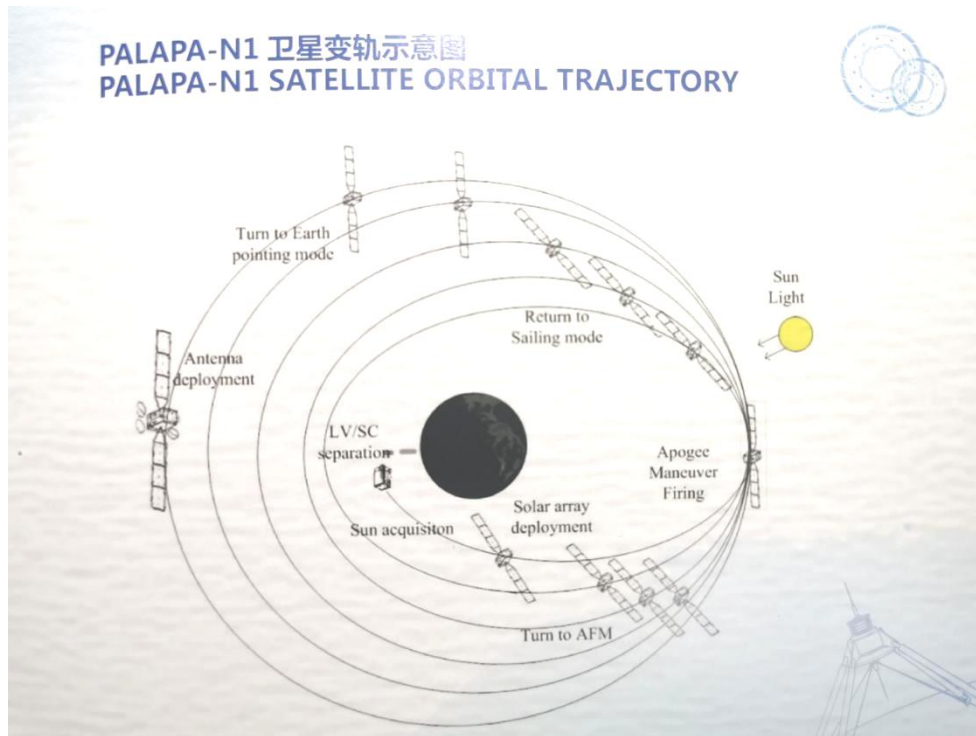 PALAPA-N1 卫星变轨示意图
PALAPA-N1 SATELLITE ORBITAL TRAJECTORY
Turn to Earth
pointing mode
Sun
Light
Return to
Sailing mode
Antenna
deployment
LV/SC
separation
Apogee
Maneuver
Firing
Solar array
deployment
Sun acquisiton
Turn to AFM